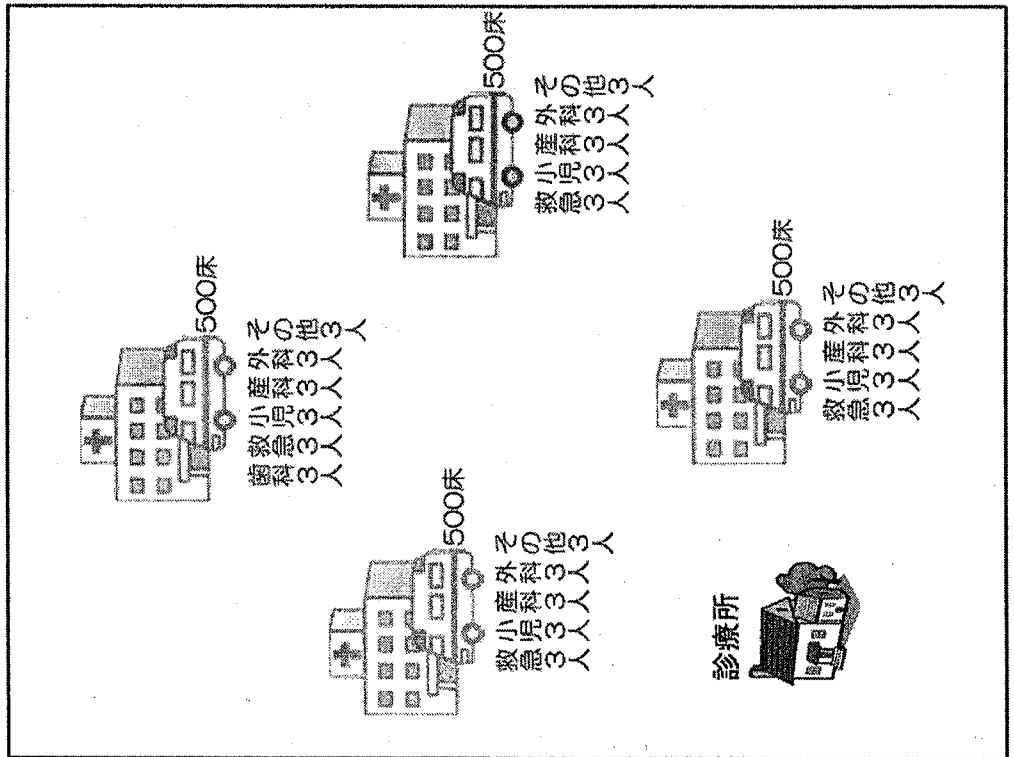 500床
歯科3人
救急3人
小児3人
産科3人
外科3人
その他3人
500床
救急3人
小児3人
産科3人
外科3人
その他3人
500床
救急3人
小児3人
産科3人
外科3人
その他3人
診療所
500床
救急3人
小児3人
産科3人
外科3人
その他3人